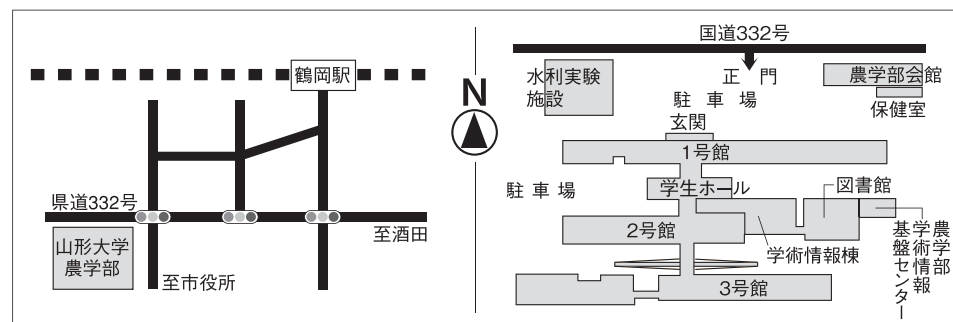 鶴岡駅
県道332号
山形大学
農学部
至酒田
至市役所
N
国道332号
水利実験
施設
正門
駐車場
玄関
農学部会館
保健室
1号館
駐車場
学生ホール
図書館
2号館
学術情報棟
農学部
学術情報
基盤センター
3号館